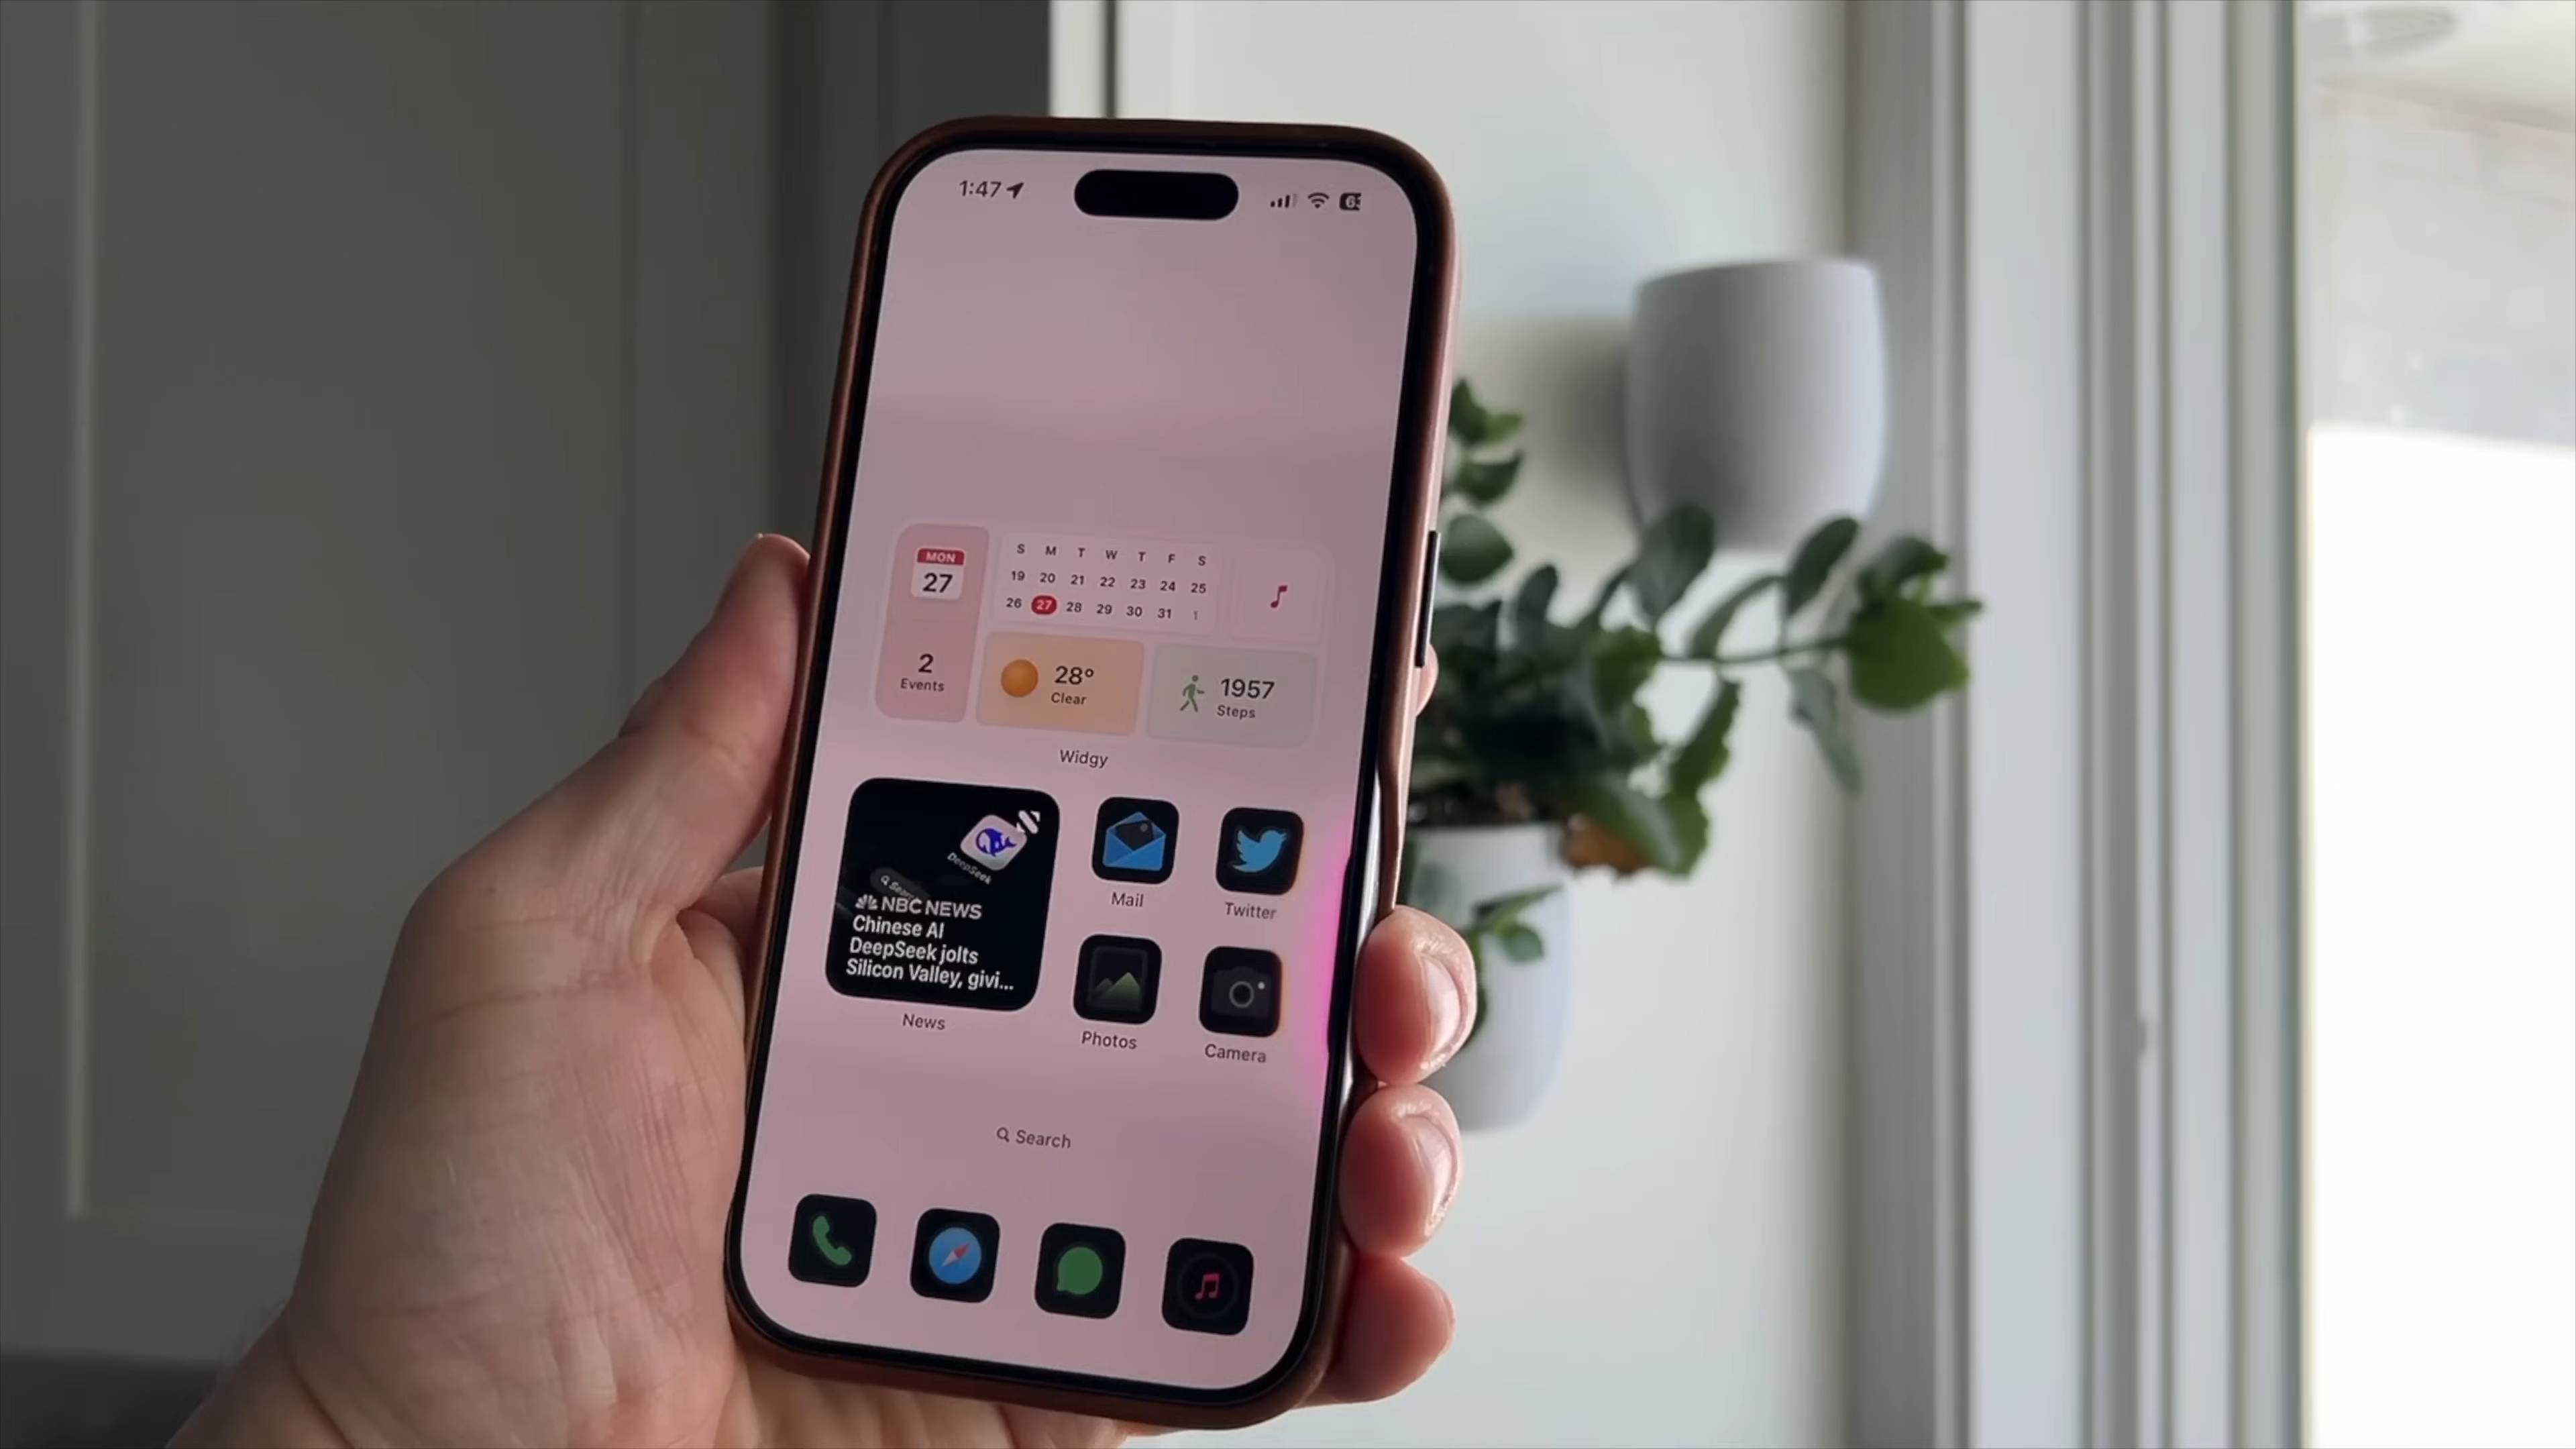 1:47
MON
27
2
Events
S M T W T F S
19 20 21 22 23 24 25
26 27 28 29 30 31 1
28°
Clear
1957
Steps
Widgy
DeepSeek
NBC NEWS
Chinese AI
DeepSeek jolts
Silicon Valley, givi...
News
Mail
Twitter
Photos
Camera
Search